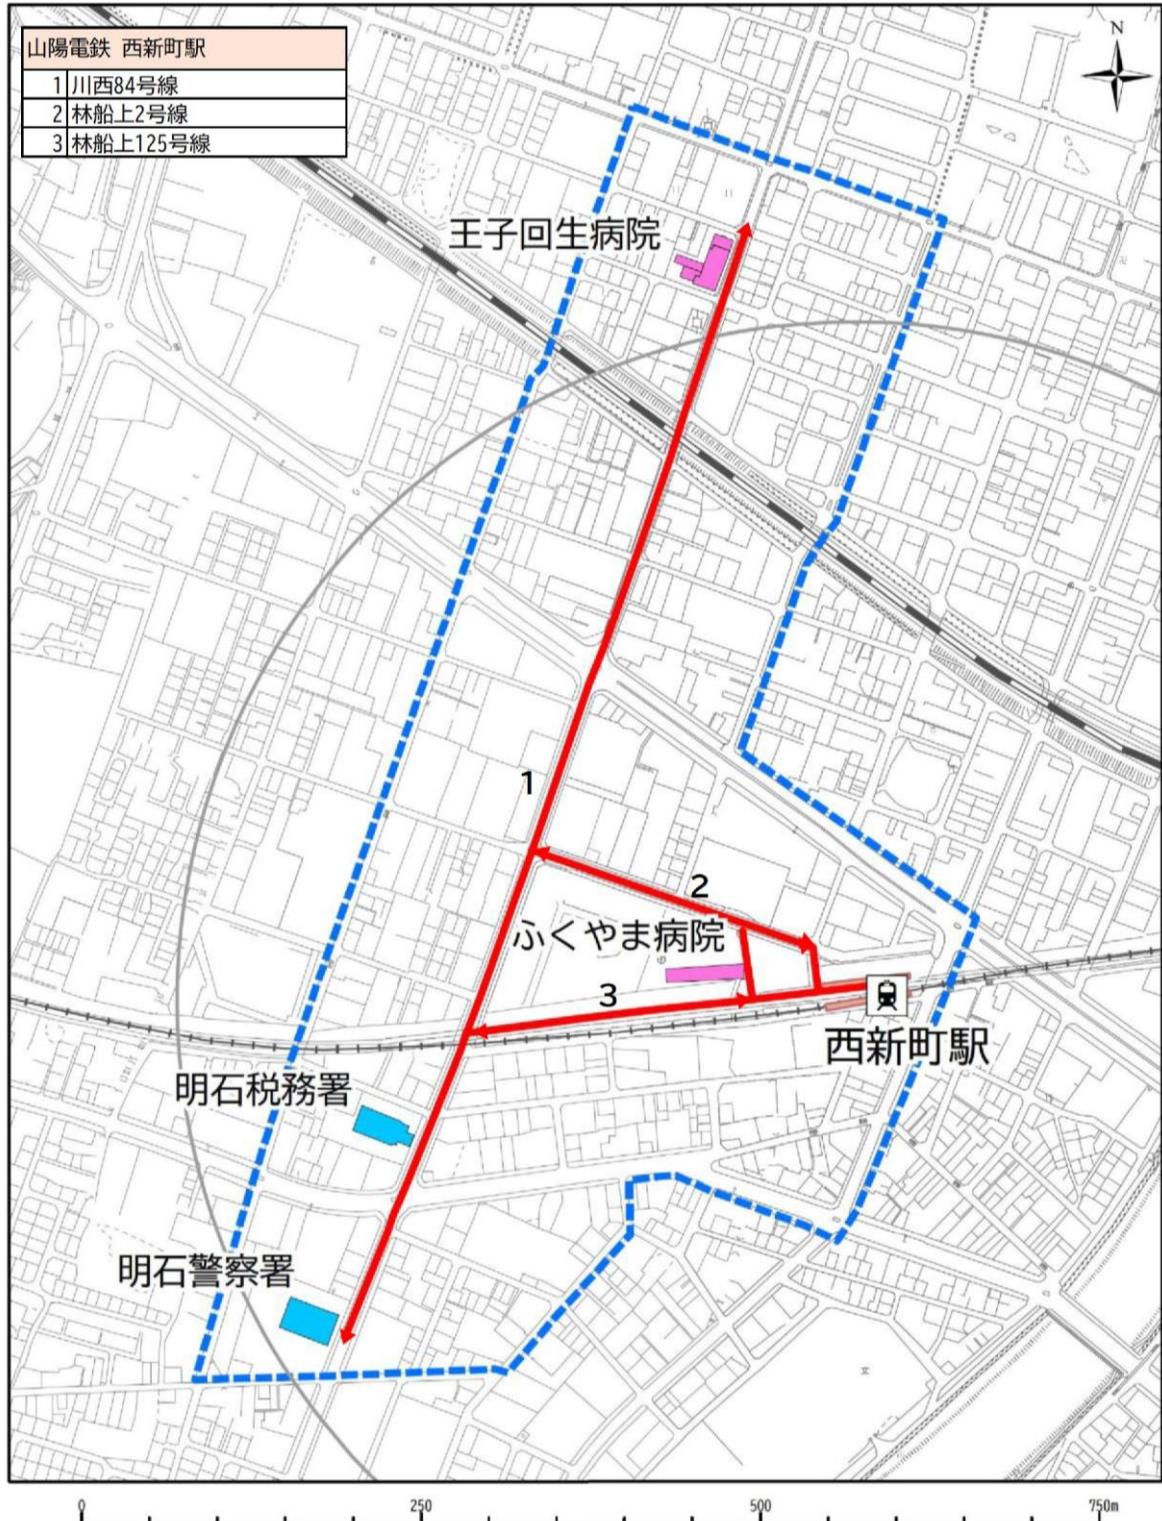 山陽電鉄 西新町駅
1 川西84号線
2 林船上2号線
3 林船上125号線
N
王子回生病院
1
2
ふくやま病院
3
西新町駅
明石税務署
明石警察署
0 250 500 750m